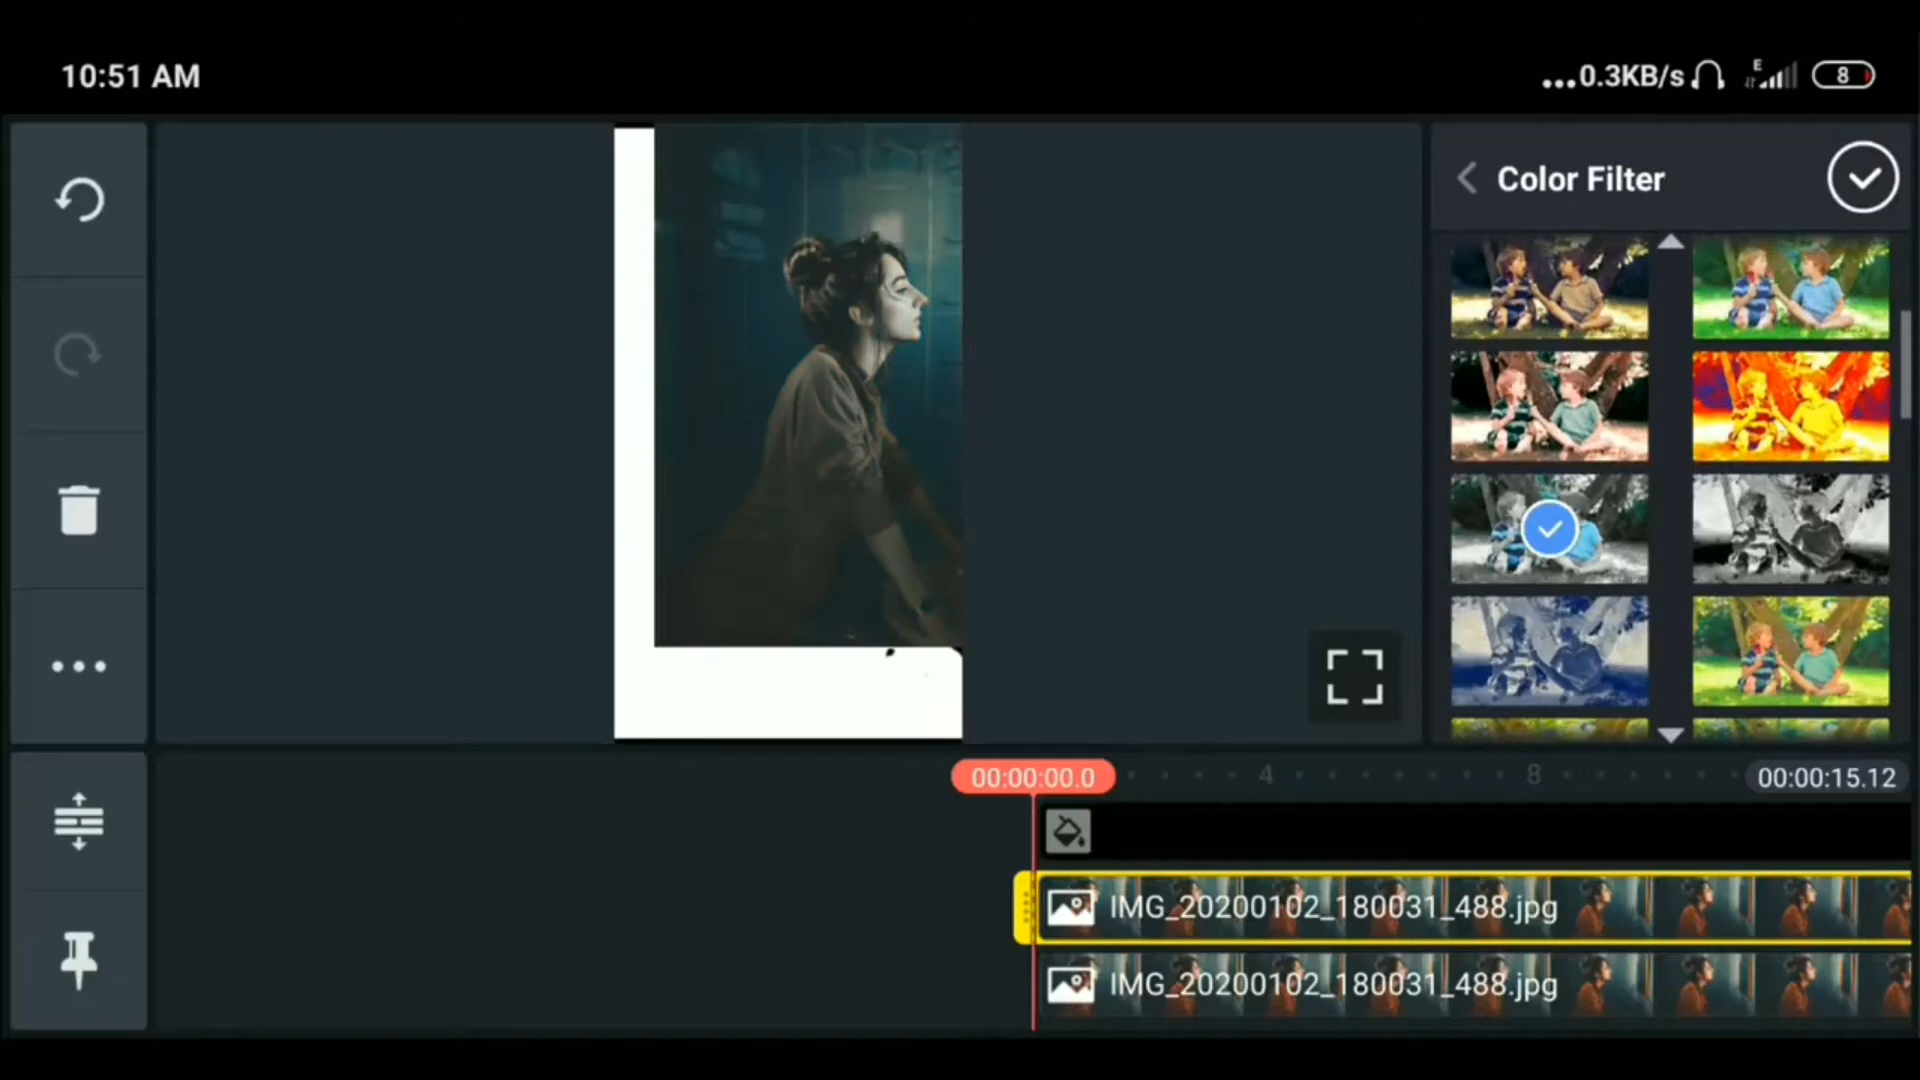 10:51 AM
...0.3KB/s
E
8
Color Filter
00:00:00.0
4
8
00:00:15.12
IMG_20200102_180031_488.jpg
IMG_20200102_180031_488.jpg